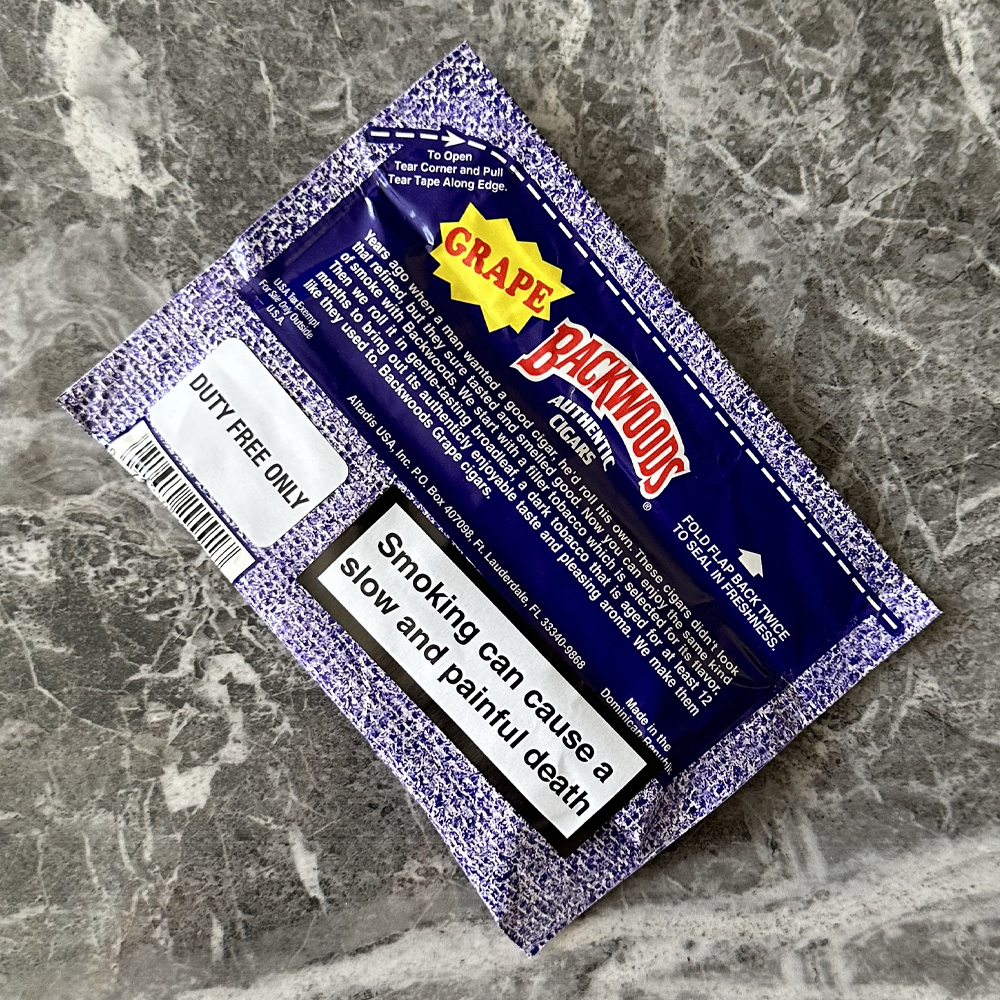 To Open
Tear Corner and Pull
Tear Tape Along Edge.
GRAPE
BACKWOODS®
AUTHENTIC
CIGARS
FOLD FLAP BACK TWICE
TO SEAL IN FRESHNESS.
Years ago when a man wanted a good cigar, he'd roll his own. These cigars didn't look
that refined, but they sure tasted and smelled good. Now you can enjoy the same kind
of smoke with Backwoods. We start with a filler tobacco which is selected for its flavor.
Then we roll it in gentle-tasting broadleaf, a dark tobacco that is aged for at least 12
months to bring out its authenticly enjoyable taste and pleasing aroma. We make them
like they used to. Backwoods Grape cigars.
U.S.A. Tax Exempt
For Sale Only Outside
U.S.A.
Altadis USA, Inc. P.O. Box 407098, Ft. Lauderdale, FL 33340-9868
Made in the
Dominican Republic
DUTY FREE ONLY
Smoking can cause a
slow and painful death